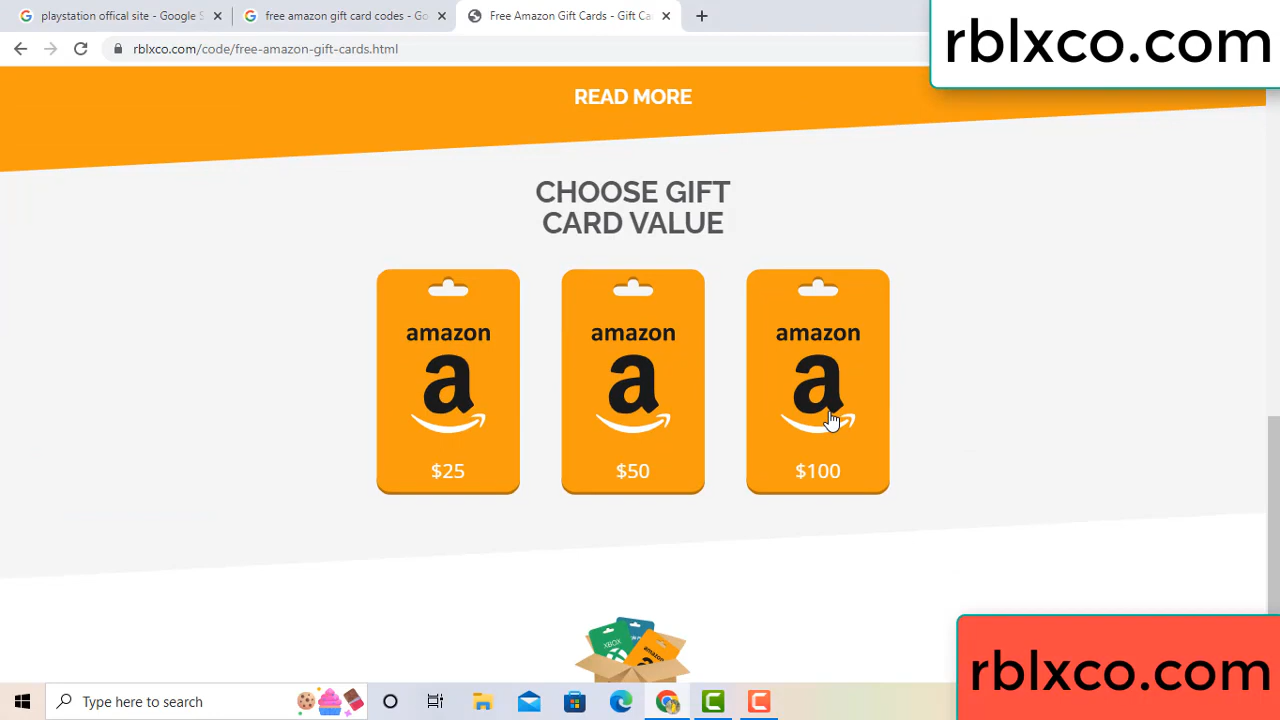 playstation offical site - Google S
free amazon gift card codes - Go
Free Amazon Gift Cards - Gift Ca
rblxco.com/code/free-amazon-gift-cards.html
rblxco.com
READ MORE
CHOOSE GIFT
CARD VALUE
amazon
a
$25
amazon
a
$50
amazon
a
$100
XBOX
amazon
rblxco.com
Type here to search